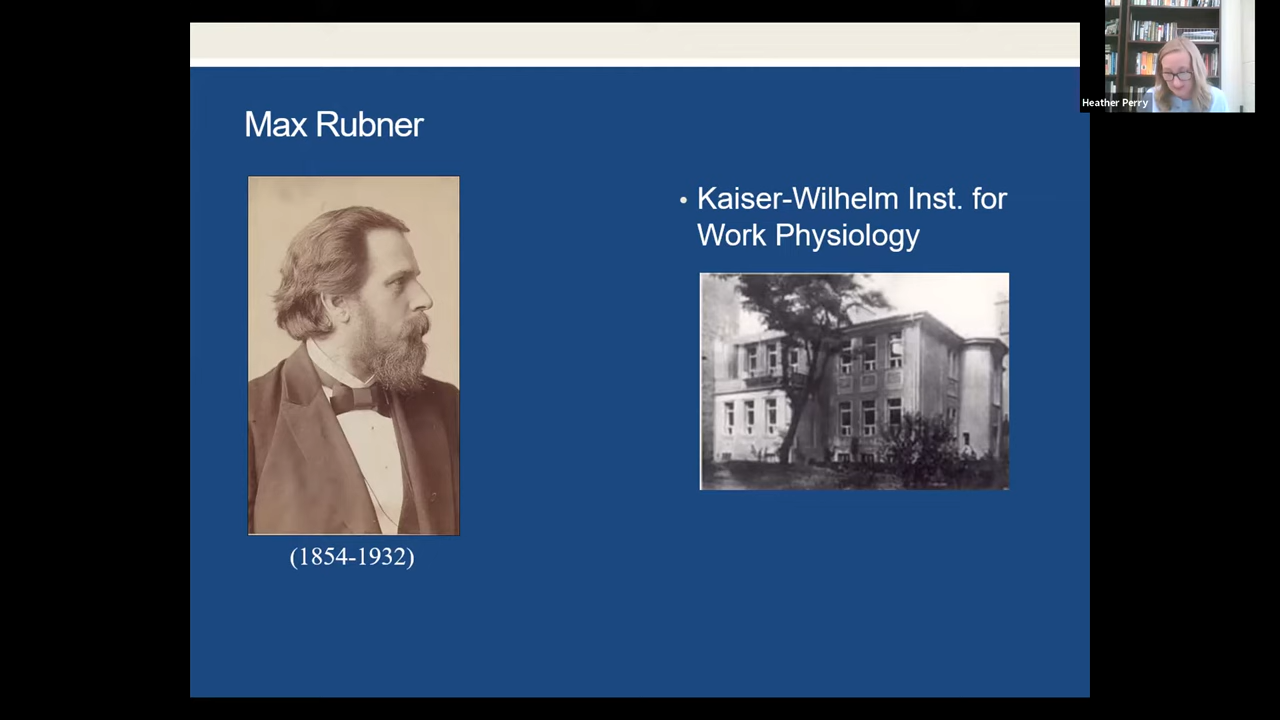 Heather Perry
Max Rubner
• Kaiser-Wilhelm Inst. for
Work Physiology
(1854-1932)